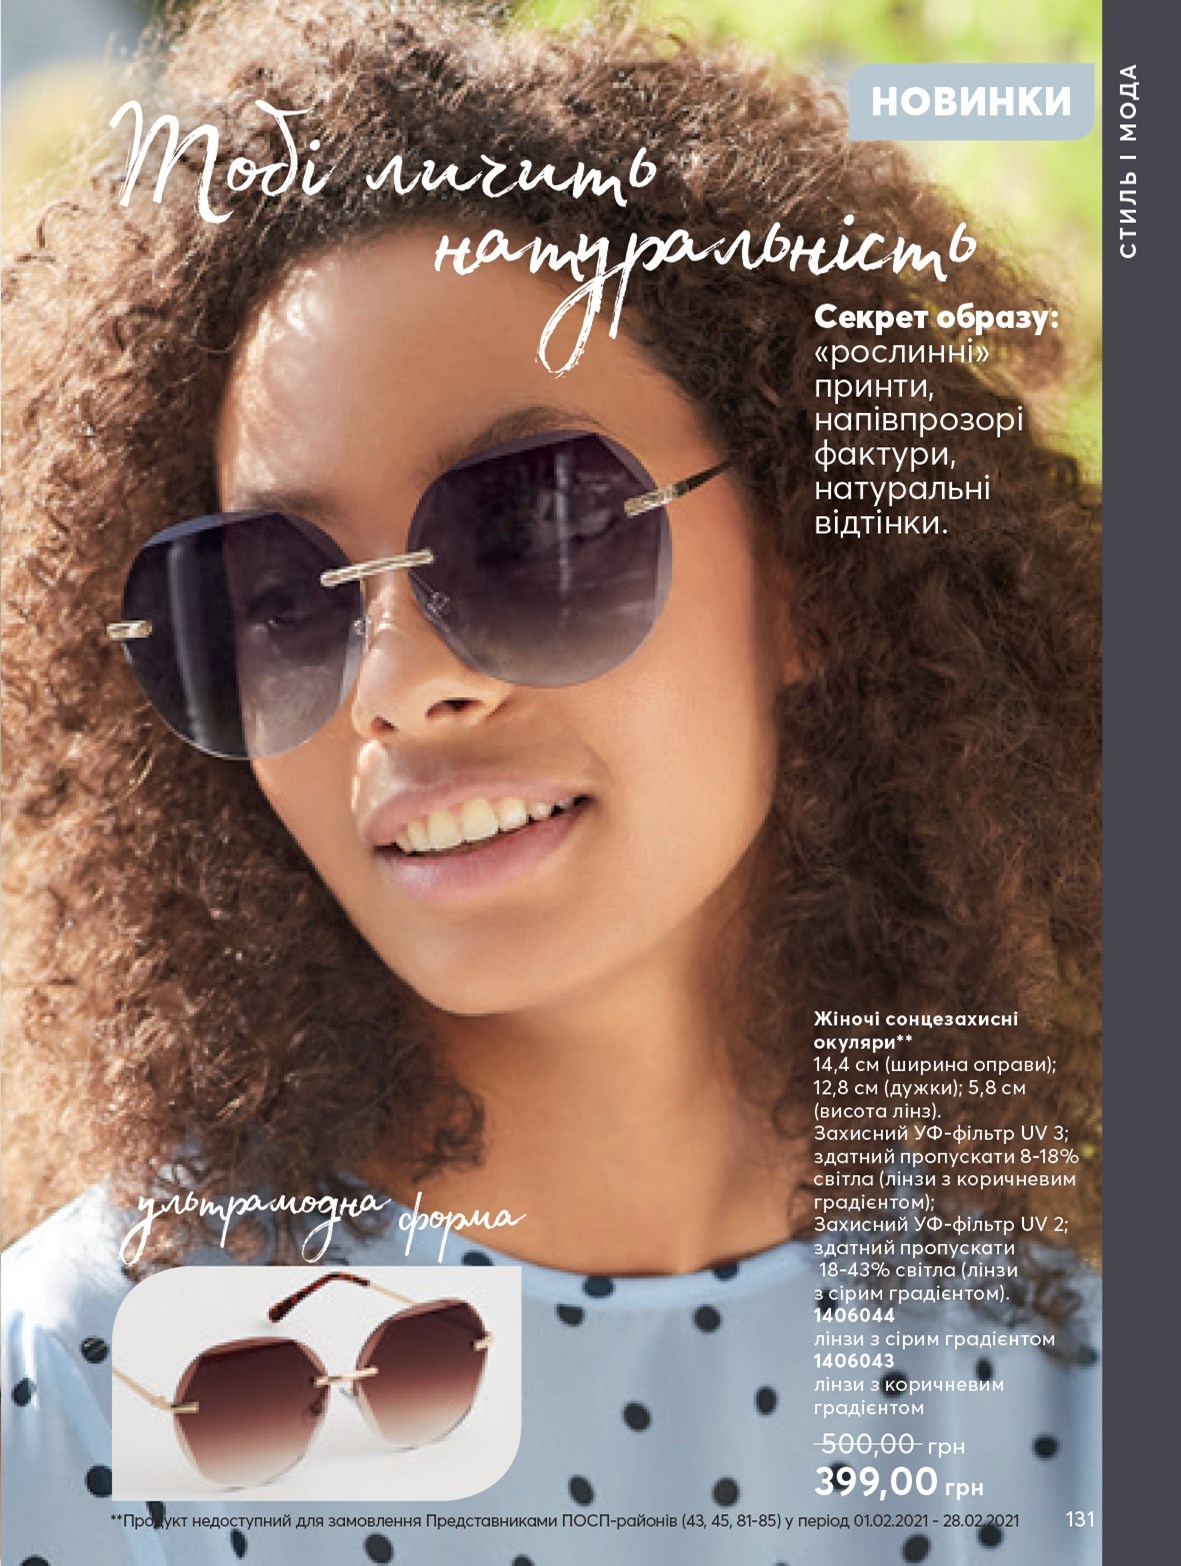 НОВИНКИ
СТИЛЬ І МОДА
Тобі личить
натуральність
Секрет образу:
«рослинні»
принти,
напівпрозорі
фактури,
натуральні
відтінки.
Жіночі сонцезахисні
окуляри**
14,4 см (ширина оправи);
12,8 см (дужки); 5,8 см
(висота лінз).
Захисний УФ-фільтр UV 3;
здатний пропускати 8-18%
світла (лінзи з коричневим
градієнтом);
Захисний УФ-фільтр UV 2;
здатний пропускати
18-43% світла (лінзи
з сірим градієнтом).
1406044
лінзи з сірим градієнтом
1406043
лінзи з коричневим
градієнтом
500,00 грн
399,00 грн
ультрамодна форма
**Продукт недоступний для замовлення Представниками ПОСП-районів (43, 45, 81-85) у період 01.02.2021 - 28.02.2021
131